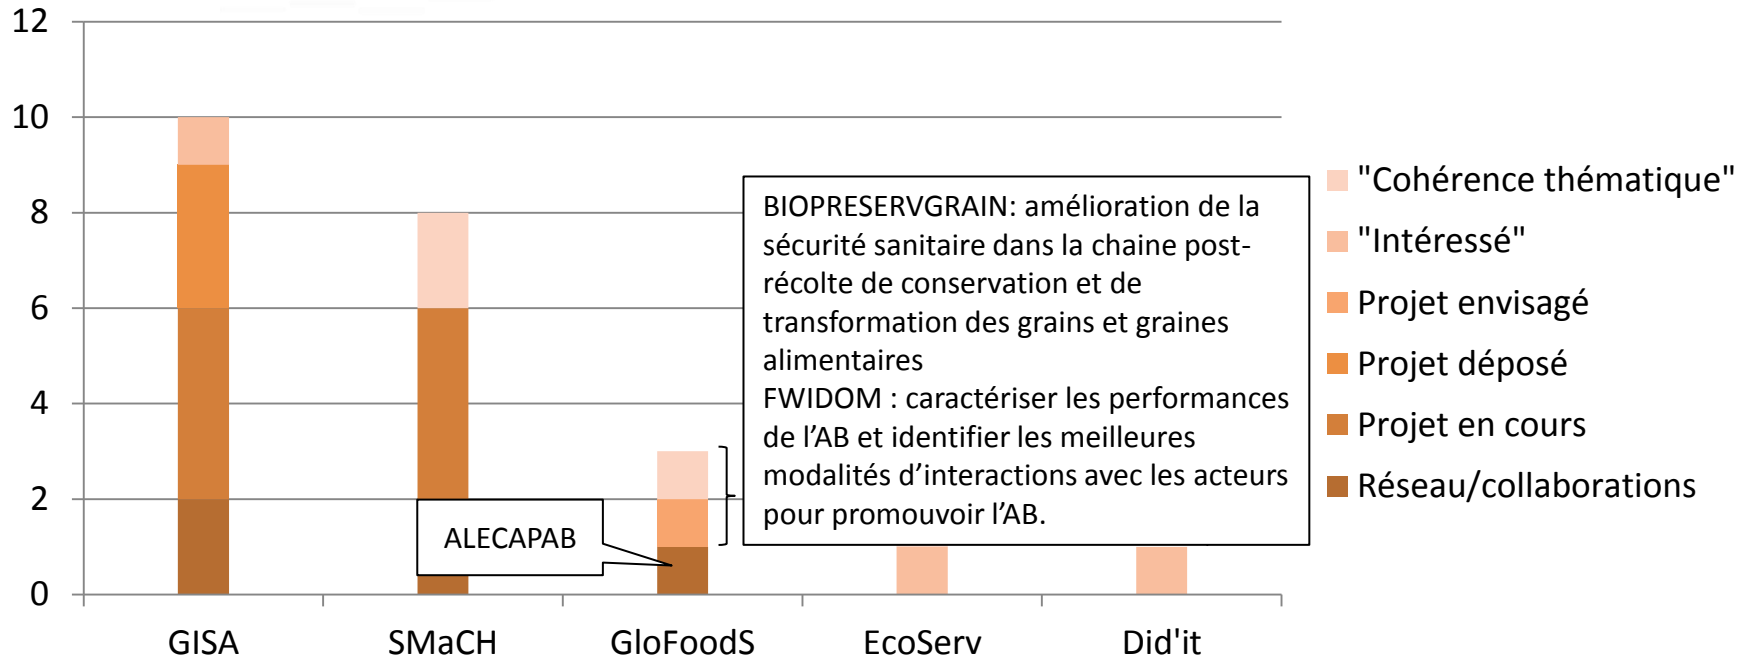 12
10
8
6
4
2
0
BIOPRESERVGRAIN: amélioration de la
sécurité sanitaire dans la chaine post-
récolte de conservation et de
transformation des grains et graines
alimentaires
FWIDOM : caractériser les performances
de l’AB et identifier les meilleures
modalités d’interactions avec les acteurs
pour promouvoir l’AB.
ALECAPAB
GISA
SMaCH
GloFoodS
EcoServ
Did'it
"Cohérence thématique"
"Intéressé"
Projet envisagé
Projet déposé
Projet en cours
Réseau/collaborations